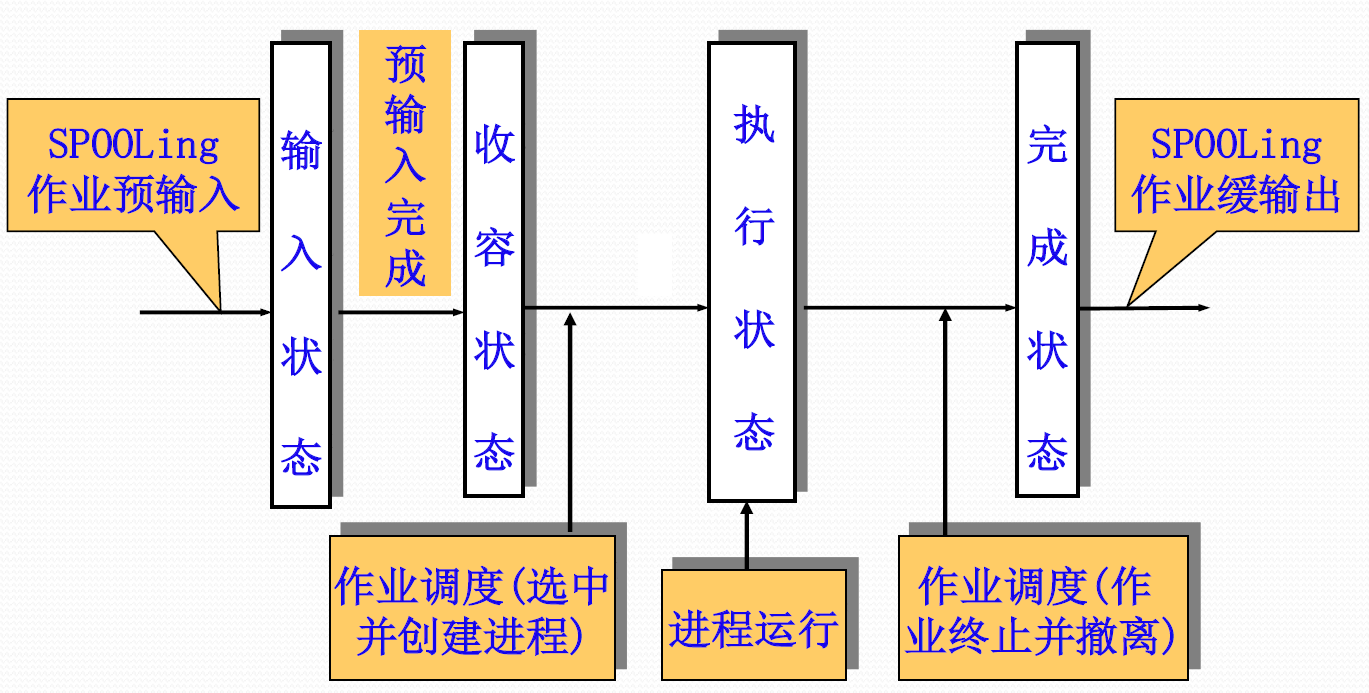 SPOOLing
作业预输入
输入状态
预输入完成
收容状态
执行状态
完成状态
SPOOLing
作业缓输出
作业调度(选中
并创建进程)
进程运行
作业调度(作
业终止并撤离)